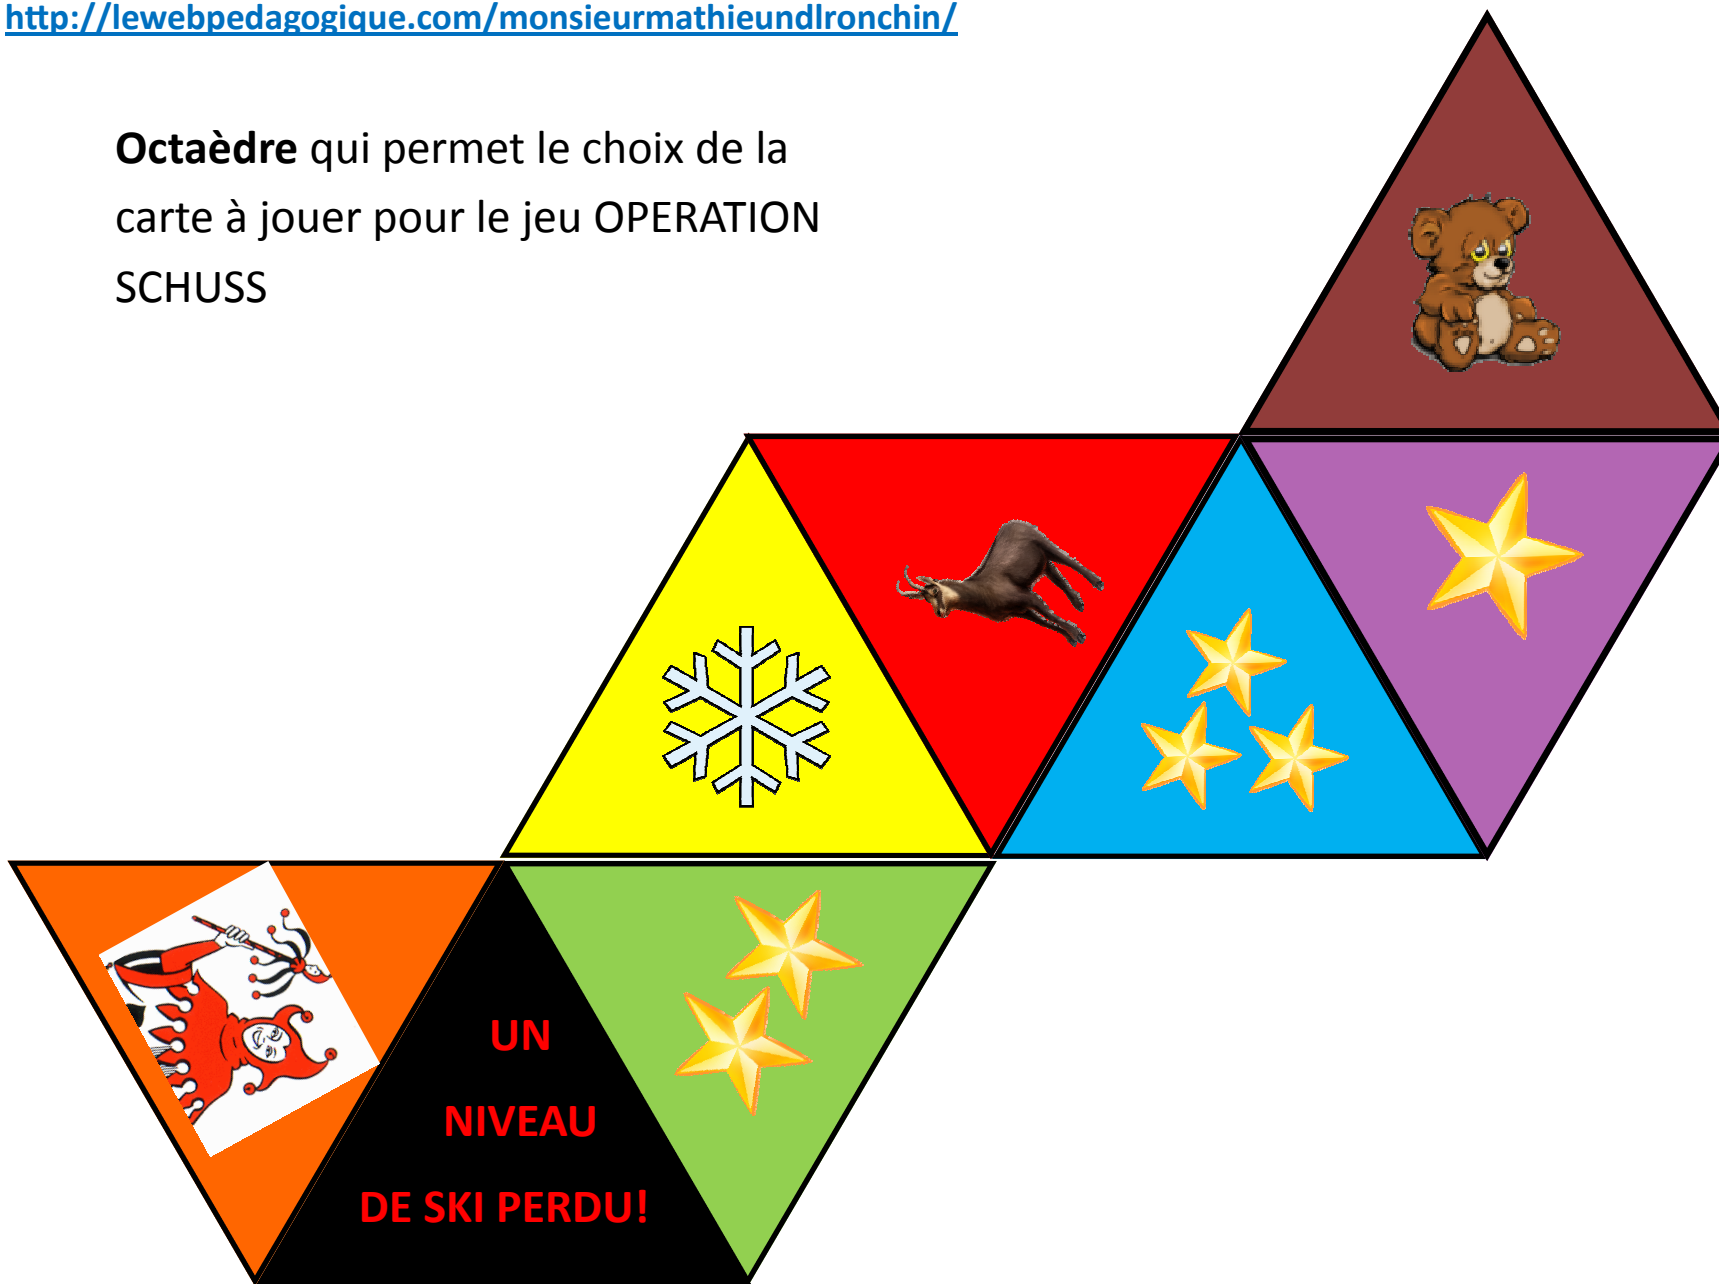 http://lewebpedagogique.com/monsieurmathieundlronchin/
Octaèdre qui permet le choix de la
carte à jouer pour le jeu OPERATION
SCHUSS
UN
NIVEAU
DE SKI PERDU!